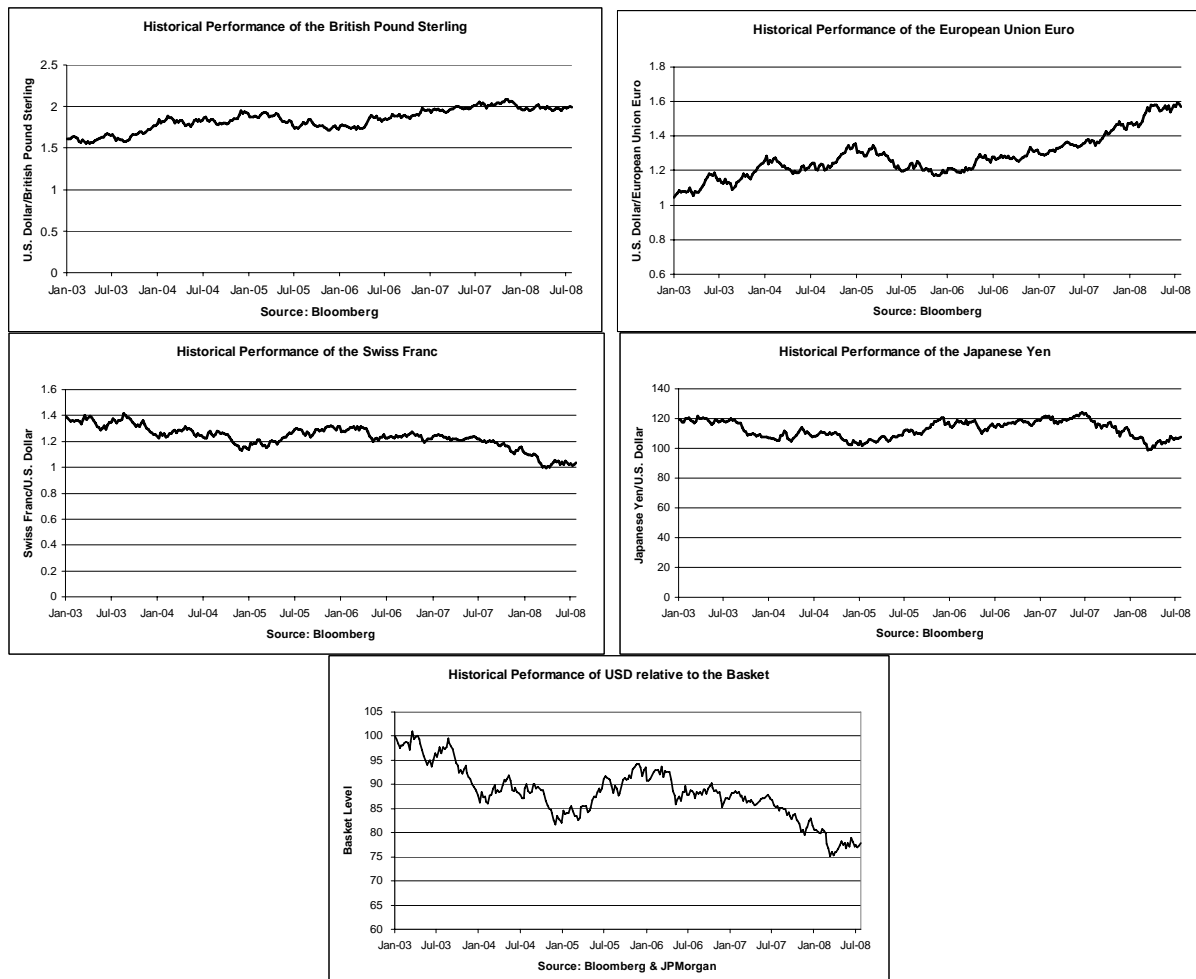 Historical Performance of the British Pound Sterling
U.S. Dollar/British Pound Sterling
2.5
2
1.5
1
0.5
0
Jan-03 Jul-03 Jan-04 Jul-04 Jan-05 Jul-05 Jan-06 Jul-06 Jan-07 Jul-07 Jan-08 Jul-08
Source: Bloomberg
Historical Performance of the European Union Euro
U.S. Dollar/European Union Euro
1.8
1.6
1.4
1.2
1
0.8
0.6
Jan-03 Jul-03 Jan-04 Jul-04 Jan-05 Jul-05 Jan-06 Jul-06 Jan-07 Jul-07 Jan-08 Jul-08
Source: Bloomberg
Historical Performance of the Swiss Franc
Swiss Franc/U.S. Dollar
1.6
1.4
1.2
1
0.8
0.6
0.4
0.2
0
Jan-03 Jul-03 Jan-04 Jul-04 Jan-05 Jul-05 Jan-06 Jul-06 Jan-07 Jul-07 Jan-08 Jul-08
Source: Bloomberg
Historical Performance of the Japanese Yen
Japanese Yen/U.S. Dollar
140
120
100
80
60
40
20
0
Jan-03 Jul-03 Jan-04 Jul-04 Jan-05 Jul-05 Jan-06 Jul-06 Jan-07 Jul-07 Jan-08 Jul-08
Source: Bloomberg
Historical Peformance of USD relative to the Basket
Basket Level
105
100
95
90
85
80
75
70
65
60
Jan-03 Jul-03 Jan-04 Jul-04 Jan-05 Jul-05 Jan-06 Jul-06 Jan-07 Jul-07 Jan-08 Jul-08
Source: Bloomberg & JPMorgan